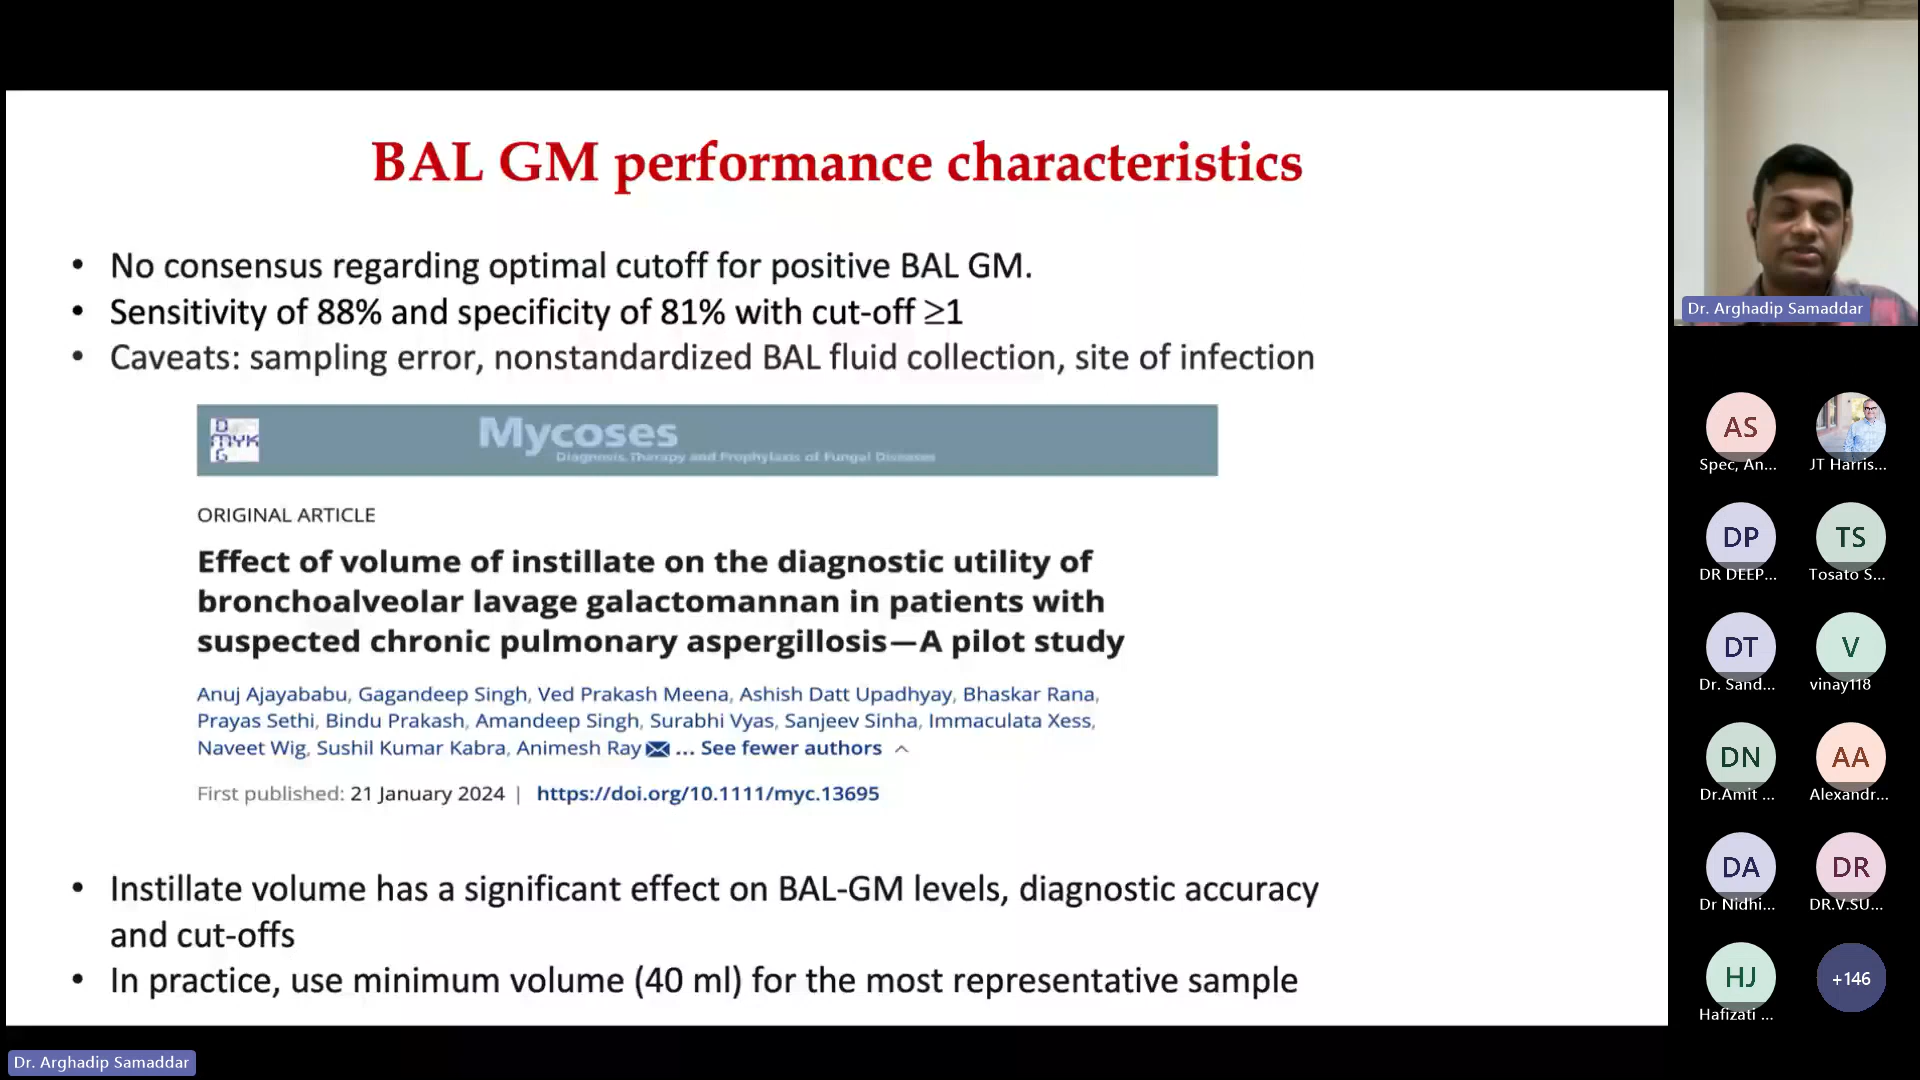 BAL GM performance characteristics
• No consensus regarding optimal cutoff for positive BAL GM.
• Sensitivity of 88% and specificity of 81% with cut-off ≥1
• Caveats: sampling error, nonstandardized BAL fluid collection, site of infection
D
MYK
G
Mycoses
Diagnosis, Therapy and Prophylaxis of Fungal Diseases
ORIGINAL ARTICLE
Effect of volume of instillate on the diagnostic utility of
bronchoalveolar lavage galactomannan in patients with
suspected chronic pulmonary aspergillosis—A pilot study
Anuj Ajayababu, Gagandeep Singh, Ved Prakash Meena, Ashish Datt Upadhyay, Bhaskar Rana,
Prayas Sethi, Bindu Prakash, Amandeep Singh, Surabhi Vyas, Sanjeev Sinha, Immaculata Xess,
Naveet Wig, Sushil Kumar Kabra, Animesh Ray ... See fewer authors
First published: 21 January 2024 | https://doi.org/10.1111/myc.13695
• Instillate volume has a significant effect on BAL-GM levels, diagnostic accuracy
and cut-offs
• In practice, use minimum volume (40 ml) for the most representative sample
Dr. Arghadip Samaddar
Dr. Arghadip Samaddar
AS
Spec, An...
JT Harris...
DP
DR DEEP...
TS
Tosato S...
DT
Dr. Sand...
V
vinay118
DN
Dr.Amit ...
AA
Alexandr...
DA
Dr Nidhi...
DR
DR.V.SU...
HJ
Hafizati ...
+146